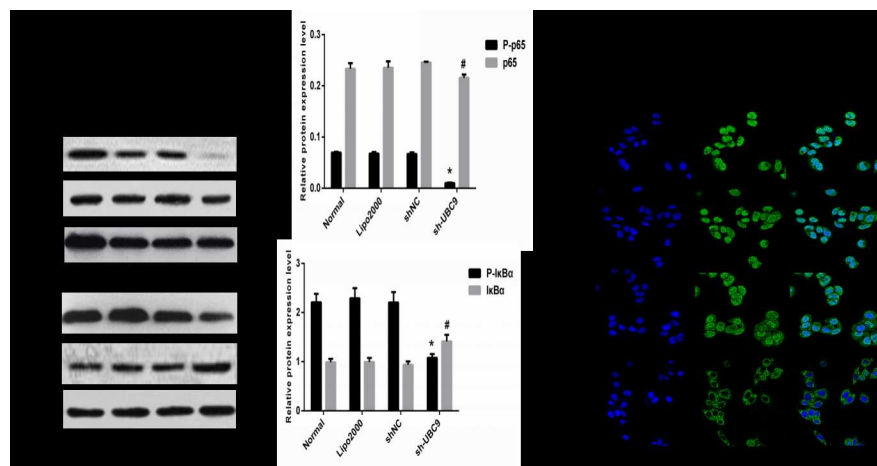 Relative protein expression level
0.3
0.2
0.1
0.0
P-p65
p65
#
*
Normal
Lipo2000
shNC
sh-UBC9
Relative protein expression level
3
2
1
0
P-IκBα
IκBα
#
*
Normal
Lipo2000
shNC
sh-UBC9